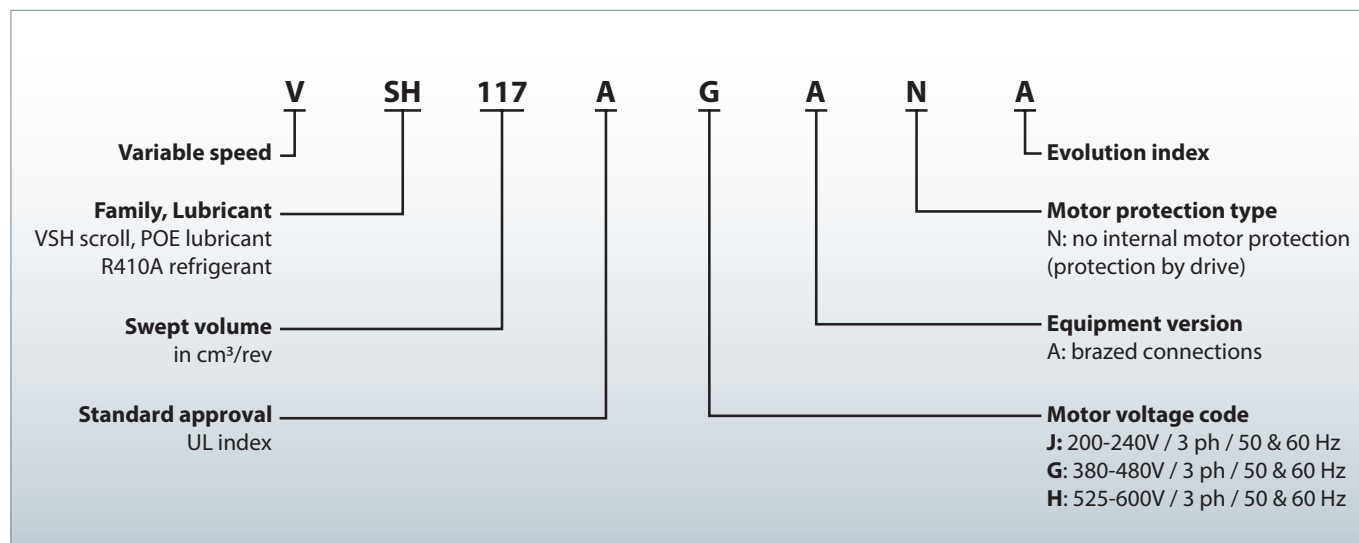 V SH 117 A G A N A
Variable speed
Family, Lubricant
VSH scroll, POE lubricant
R410A refrigerant
Swept volume
in cm³/rev
Standard approval
UL index
Evolution index
Motor protection type
N: no internal motor protection
(protection by drive)
Equipment version
A: brazed connections
Motor voltage code
J: 200-240V / 3 ph / 50 & 60 Hz
G: 380-480V / 3 ph / 50 & 60 Hz
H: 525-600V / 3 ph / 50 & 60 Hz